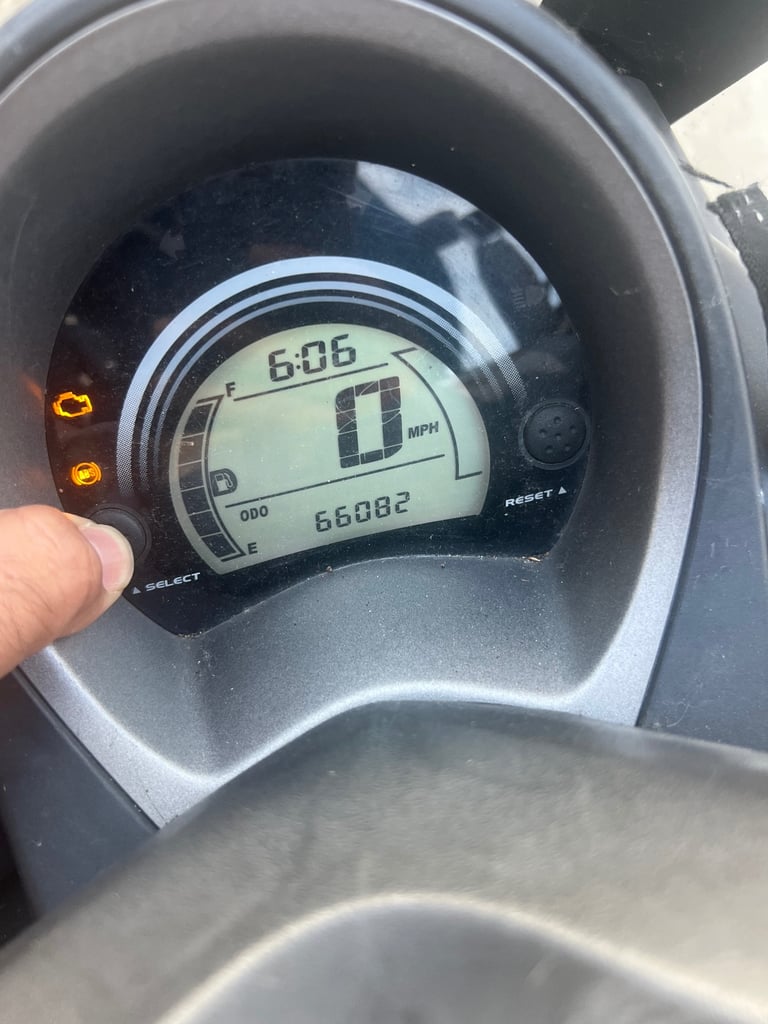 6:06
F
0 MPH
ODO 66082
E
▲ SELECT
RESET ▲